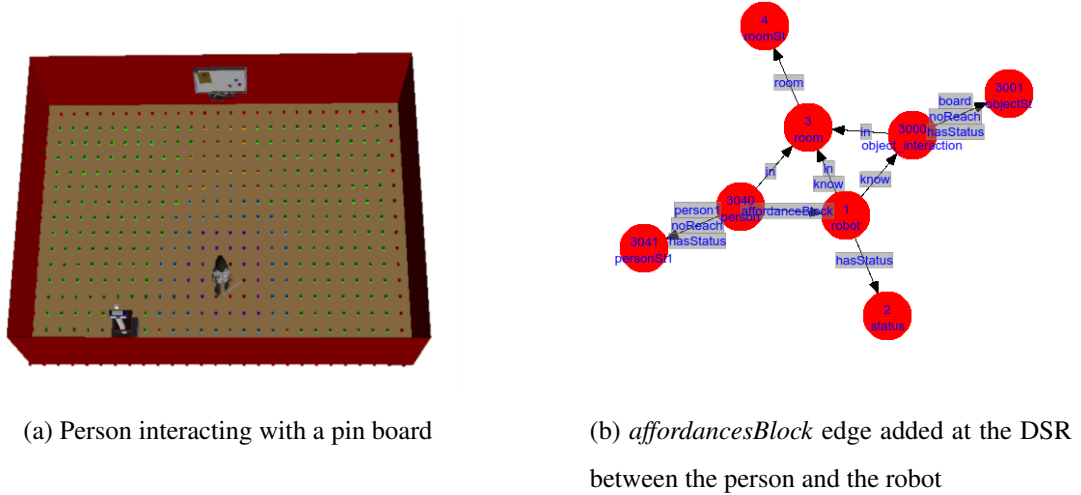 4
roomSt
room
3001
objectSt
board
noReach
hasStatus
3
room
3000
object_interaction
in
in
in
know
know
3040
person
affordanceBlock
1
robot
person1
noReach
hasStatus
3041
personSt1
hasStatus
2
status
(a) Person interacting with a pin board
(b) affordancesBlock edge added at the DSR
between the person and the robot